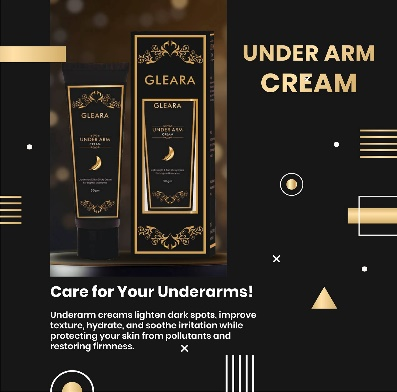 UNDER ARM
CREAM
GLEARA
GLEARA
GLEARA
UNDER ARM
CREAM
UNDER ARM
CREAM
Care for Your Underarms!
Underarm creams lighten dark spots, improve
texture, hydrate, and soothe irritation while
protecting your skin from pollutants and
restoring firmness.